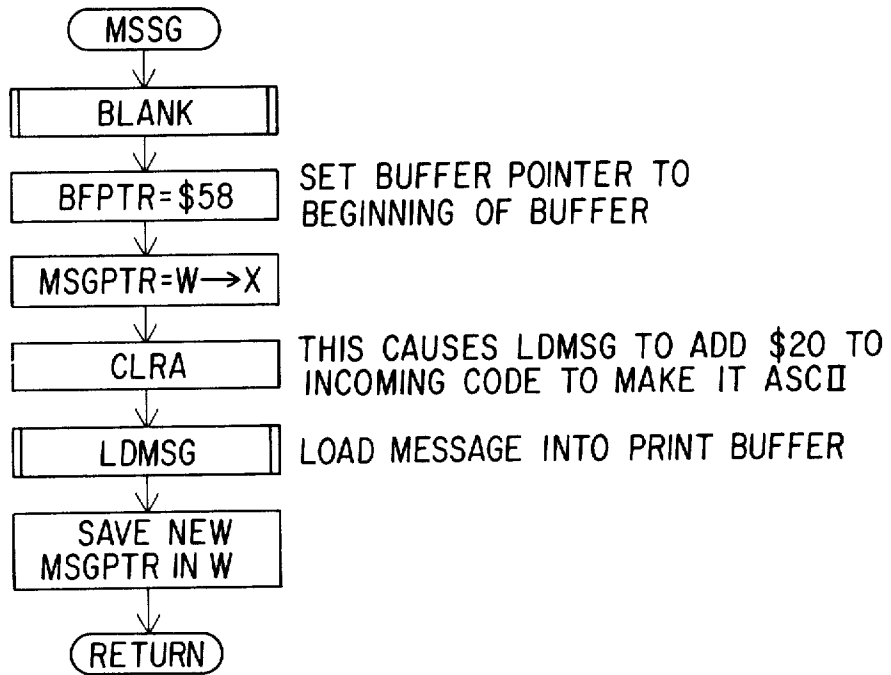 MSSG
BLANK
BFPTR=$58
SET BUFFER POINTER TO
BEGINNING OF BUFFER
MSGPTR=W→X
CLRA
THIS CAUSES LDMSG TO ADD $20 TO
INCOMING CODE TO MAKE IT ASCII
LDMSG
LOAD MESSAGE INTO PRINT BUFFER
SAVE NEW
MSGPTR IN W
RETURN